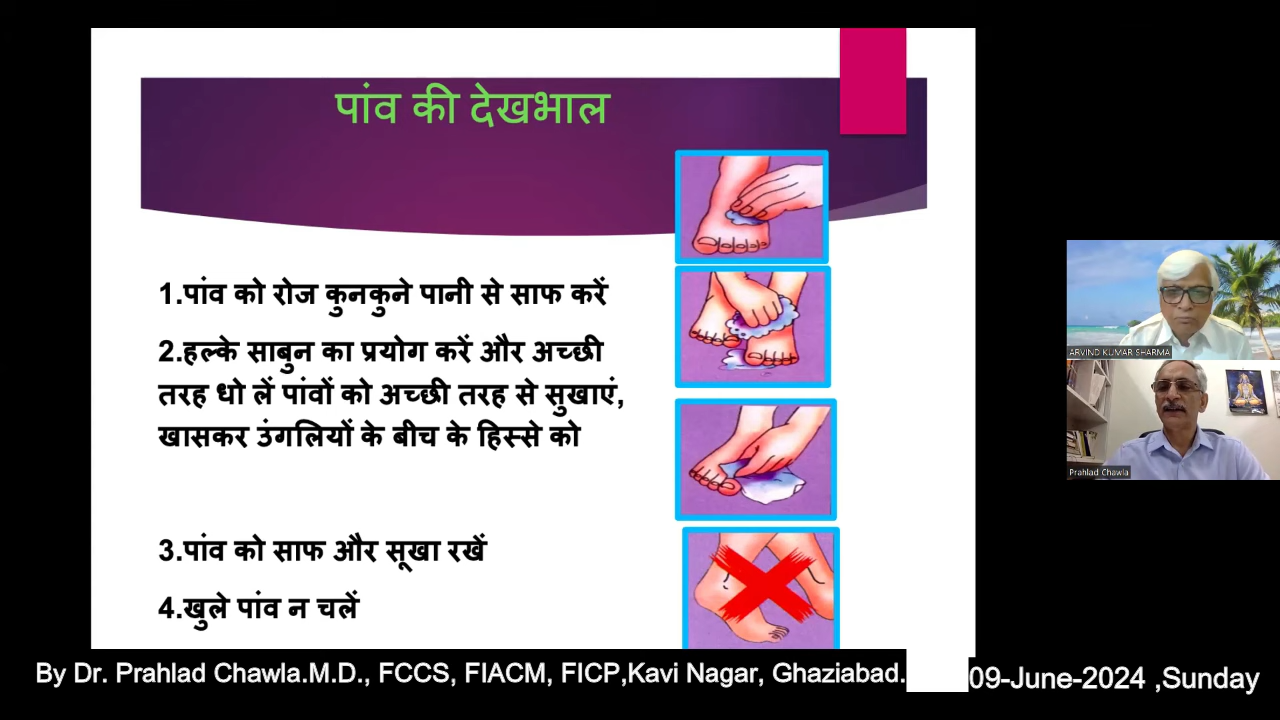 पांव की देखभाल
1.पांव को रोज कुनकुने पानी से साफ करें
2.हल्के साबुन का प्रयोग करें और अच्छी
तरह धो लें पांवों को अच्छी तरह से सुखाएं,
खासकर उंगलियों के बीच के हिस्से को
3.पांव को साफ और सूखा रखें
4.खुले पांव न चलें
ARVIND KUMAR SHARMA
Prahlad Chawla
By Dr. Prahlad Chawla.M.D., FCCS, FIACM, FICP,Kavi Nagar, Ghaziabad.
09-June-2024 ,Sunday